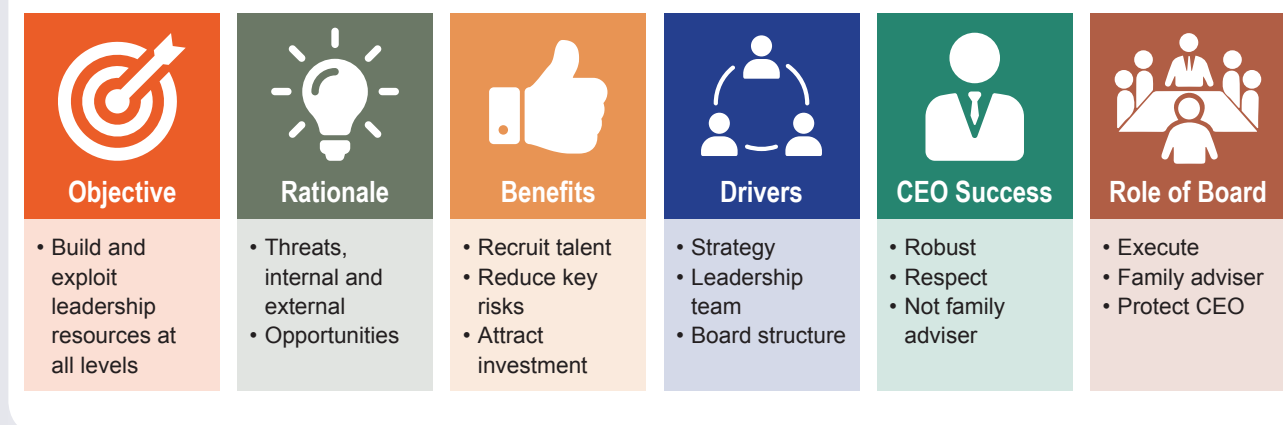 Objective
• Build and
exploit
leadership
resources at
all levels
Rationale
• Threats,
internal and
external
• Opportunities
Benefits
• Recruit talent
• Reduce key
risks
• Attract
investment
Drivers
• Strategy
• Leadership
team
• Board structure
CEO Success
• Robust
• Respect
• Not family
adviser
Role of Board
• Execute
• Family adviser
• Protect CEO